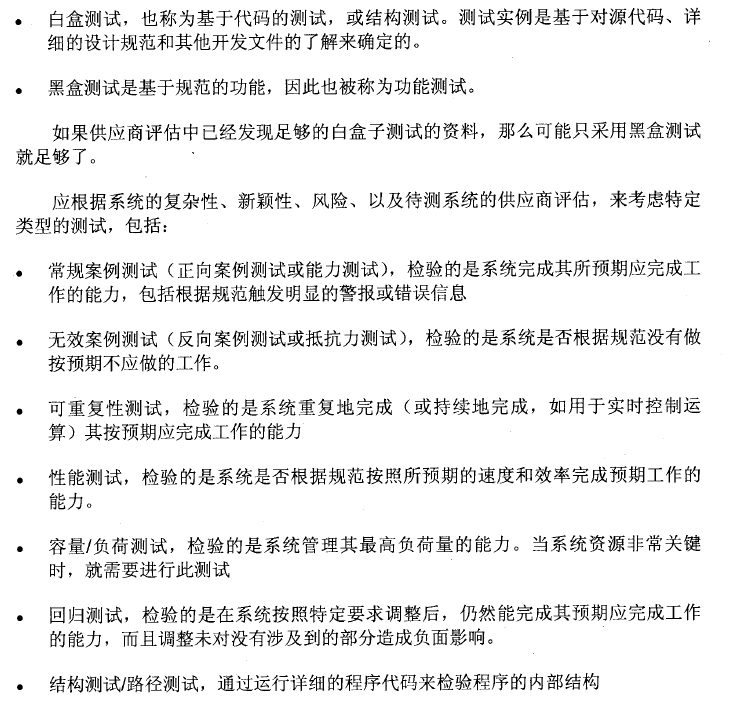 • 白盒测试，也称为基于代码的测试，或结构测试。测试实例是基于对源代码、详
细的设计规范和其他开发文件的了解来确定的。
• 黑盒测试是基于规范的功能，因此也被称为功能测试。
如果供应商评估中已经发现足够的白盒子测试的资料，那么可能只采用黑盒测试
就足够了。
应根据系统的复杂性、新颖性、风险、以及待测系统的供应商评估，来考虑特定
类型的测试，包括：
• 常规案例测试（正向案例测试或能力测试），检验的是系统完成其所预期应完成工
作的能力，包括根据规范触发明显的警报或错误信息
• 无效案例测试（反向案例测试或抵抗力测试），检验的是系统是否根据规范没有做
按预期不应做的工作。
• 可重复性测试，检验的是系统重复地完成（或持续地完成，如用于实时控制运
算）其按预期应完成工作的能力
• 性能测试，检验的是系统是否根据规范按照所预期的速度和效率完成预期工作的
能力。
• 容量/负荷测试，检验的是系统管理其最高负荷量的能力。当系统资源非常关键
时，就需要进行此测试
• 回归测试，检验的是在系统按照特定要求调整后，仍然能完成其预期应完成工作
的能力，而且调整未对没有涉及到的部分造成负面影响。
• 结构测试/路径测试，通过运行详细的程序代码来检验程序的内部结构